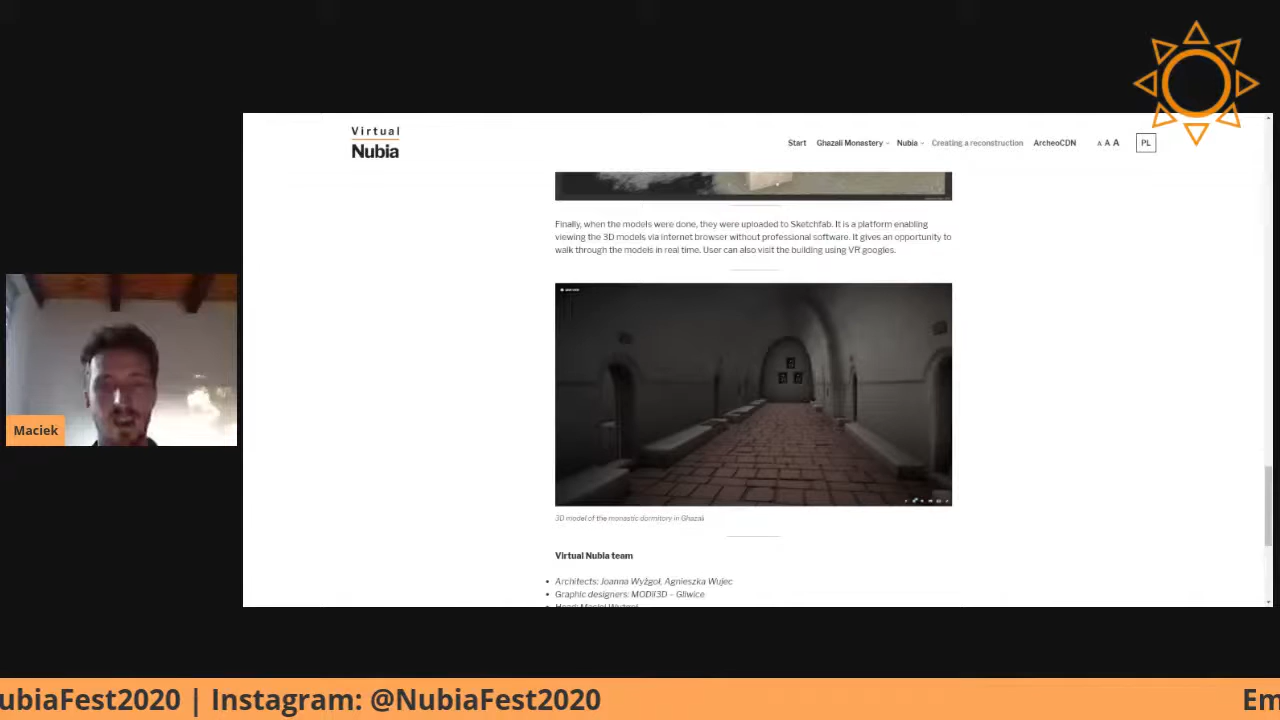 Virtual
Nubia
Start Ghazali Monastery Nubia Creating a reconstruction ArcheoCDN A A A PL
Finally, when the models were done, they were uploaded to Sketchfab. It is a platform enabling
viewing the 3D models via internet browser without professional software. It gives an opportunity to
walk through the models in real time. User can also visit the building using VR googles.
3D model of the monastic dormitory in Ghazali
Virtual Nubia team
• Architects: Joanna Wyżgoł, Agnieszka Wujec
• Graphic designers: MODii3D – Gliwice
Maciek
ubiaFest2020 | Instagram: @NubiaFest2020 Em